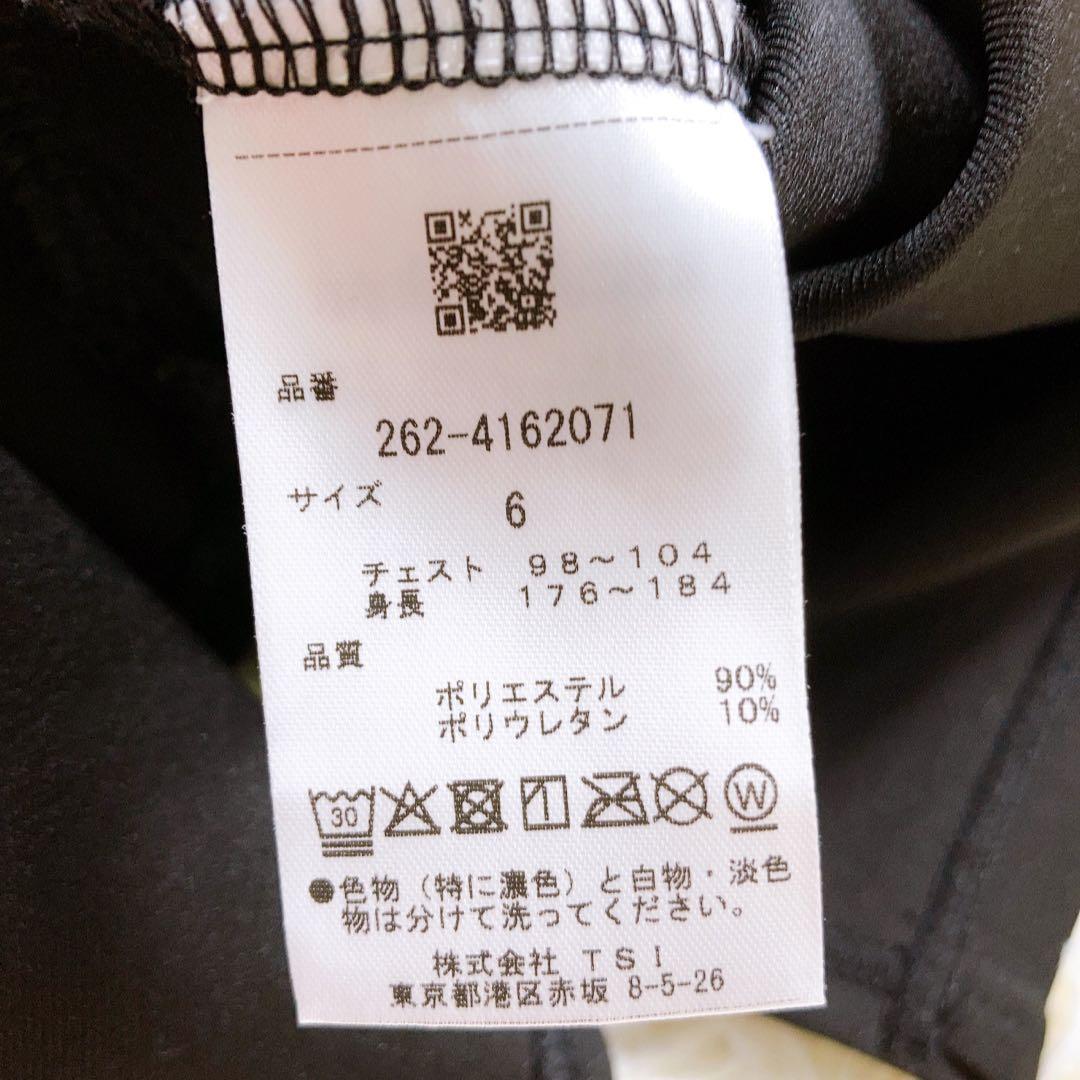 品番
262-4162071
サイズ 6
チェスト 98～104
身長 176～184
品質
ポリエステル 90%
ポリウレタン 10%
30 W
●色物（特に濃色）と白物・淡色
物は分けて洗ってください。
株式会社 TSI
東京都港区赤坂 8-5-26